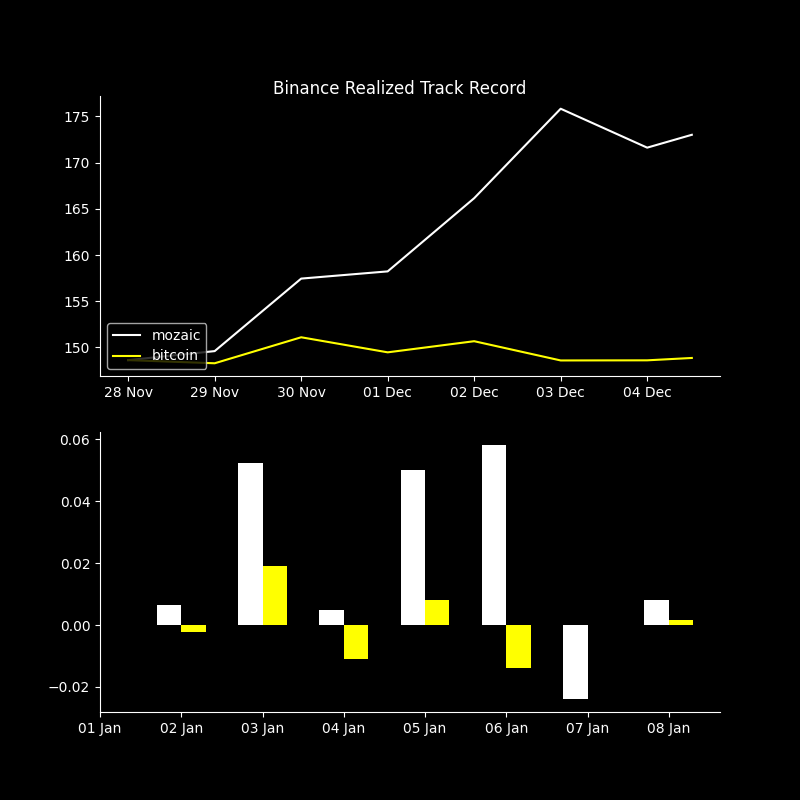 Binance Realized Track Record
175
170
165
160
155
150
mozaic
bitcoin
28 Nov 29 Nov 30 Nov 01 Dec 02 Dec 03 Dec 04 Dec
0.06
0.04
0.02
0.00
−0.02
01 Jan 02 Jan 03 Jan 04 Jan 05 Jan 06 Jan 07 Jan 08 Jan